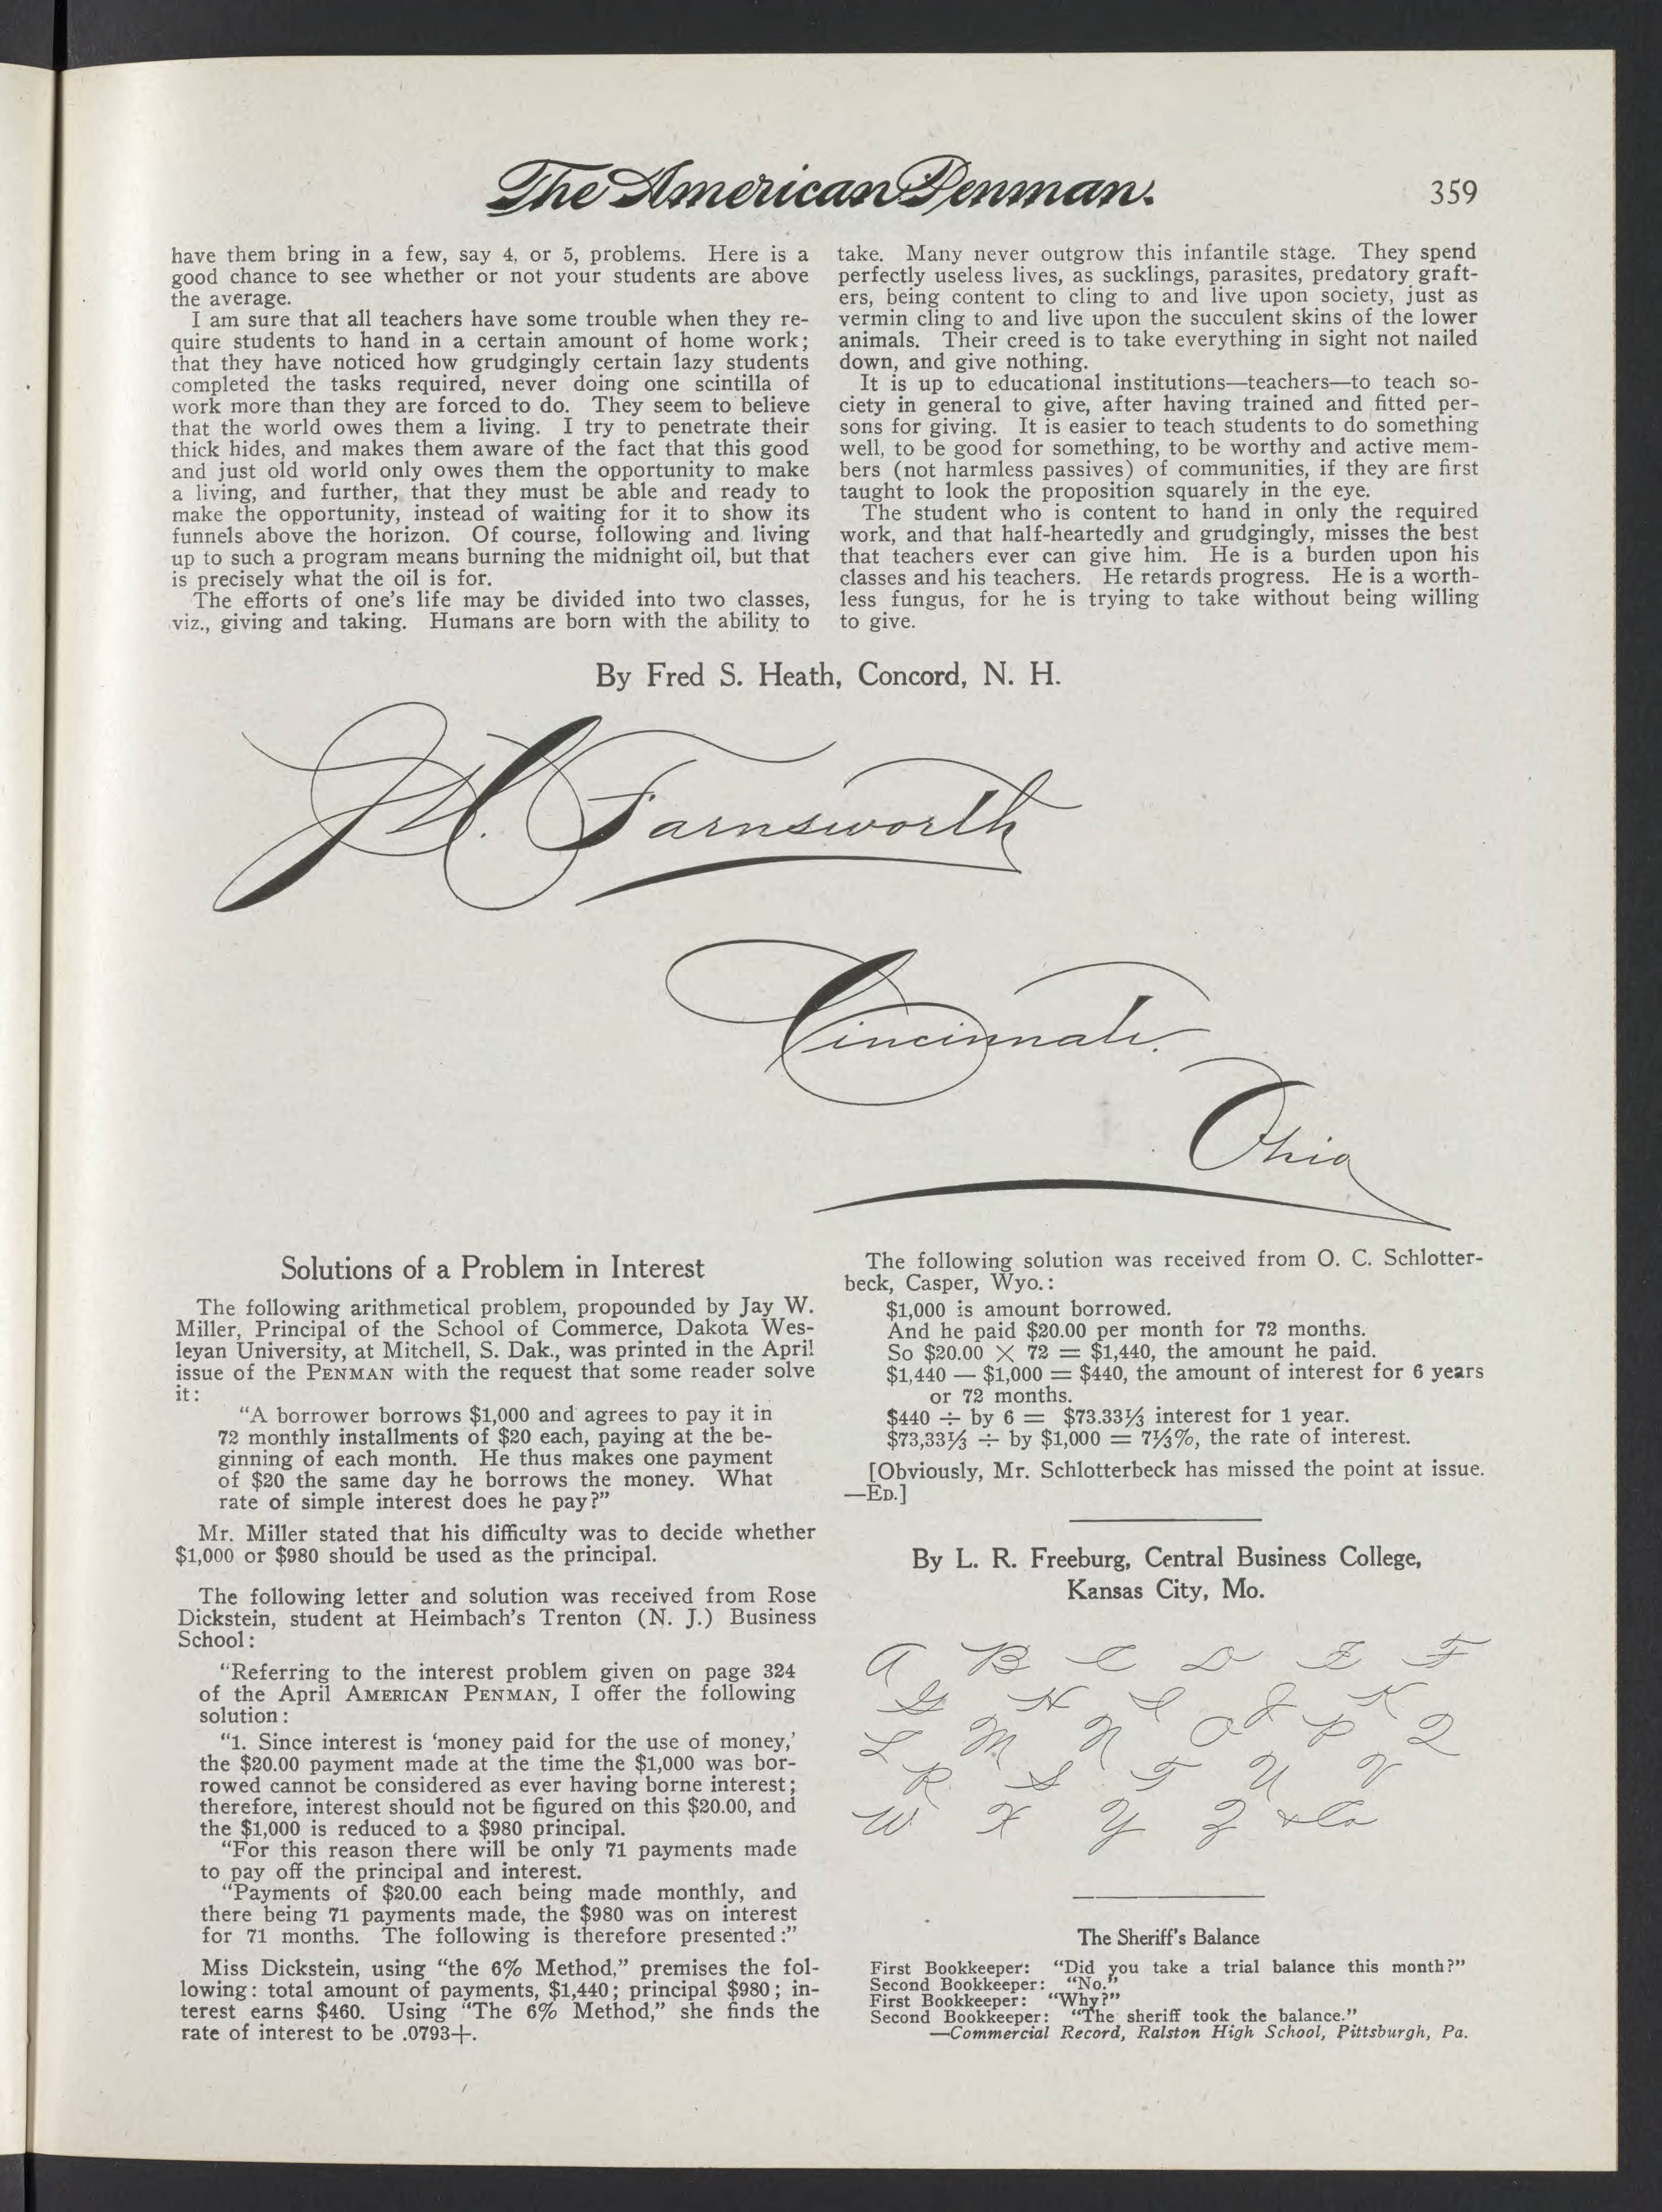 The American Penman.
359
have them bring in a few, say 4, or 5, problems. Here is a
good chance to see whether or not your students are above
the average.
I am sure that all teachers have some trouble when they re-
quire students to hand in a certain amount of home work;
that they have noticed how grudgingly certain lazy students
completed the tasks required, never doing one scintilla of
work more than they are forced to do. They seem to believe
that the world owes them a living. I try to penetrate their
thick hides, and makes them aware of the fact that this good
and just old world only owes them the opportunity to make
a living, and further, that they must be able and ready to
make the opportunity, instead of waiting for it to show its
funnels above the horizon. Of course, following and living
up to such a program means burning the midnight oil, but that
is precisely what the oil is for.
The efforts of one's life may be divided into two classes,
viz., giving and taking. Humans are born with the ability to
take. Many never outgrow this infantile stage. They spend
perfectly useless lives, as sucklings, parasites, predatory graft-
ers, being content to cling to and live upon society, just as
vermin cling to and live upon the succulent skins of the lower
animals. Their creed is to take everything in sight not nailed
down, and give nothing.
It is up to educational institutions—teachers—to teach so-
ciety in general to give, after having trained and fitted per-
sons for giving. It is easier to teach students to do something
well, to be good for something, to be worthy and active mem-
bers (not harmless passives) of communities, if they are first
taught to look the proposition squarely in the eye.
The student who is content to hand in only the required
work, and that half-heartedly and grudgingly, misses the best
that teachers ever can give him. He is a burden upon his
classes and his teachers. He retards progress. He is a worth-
less fungus, for he is trying to take without being willing
to give.
By Fred S. Heath, Concord, N. H.
Farnsworth
Cincinnati.
Ohio
Solutions of a Problem in Interest
The following arithmetical problem, propounded by Jay W.
Miller, Principal of the School of Commerce, Dakota Wes-
leyan University, at Mitchell, S. Dak., was printed in the April
issue of the PENMAN with the request that some reader solve
it:
"A borrower borrows $1,000 and agrees to pay it in
72 monthly installments of $20 each, paying at the be-
ginning of each month. He thus makes one payment
of $20 the same day he borrows the money. What
rate of simple interest does he pay?"
Mr. Miller stated that his difficulty was to decide whether
$1,000 or $980 should be used as the principal.
The following letter and solution was received from Rose
Dickstein, student at Heimbach's Trenton (N. J.) Business
School:
"Referring to the interest problem given on page 324
of the April AMERICAN PENMAN, I offer the following
solution:
"1. Since interest is 'money paid for the use of money,'
the $20.00 payment made at the time the $1,000 was bor-
rowed cannot be considered as ever having borne interest;
therefore, interest should not be figured on this $20.00, and
the $1,000 is reduced to a $980 principal.
"For this reason there will be only 71 payments made
to pay off the principal and interest.
"Payments of $20.00 each being made monthly, and
there being 71 payments made, the $980 was on interest
for 71 months. The following is therefore presented:"
Miss Dickstein, using "the 6% Method," premises the fol-
lowing: total amount of payments, $1,440; principal $980; in-
terest earns $460. Using "The 6% Method," she finds the
rate of interest to be .0793+.
The following solution was received from O. C. Schlotter-
beck, Casper, Wyo.:
$1,000 is amount borrowed.
And he paid $20.00 per month for 72 months.
So $20.00 × 72 = $1,440, the amount he paid.
$1,440 — $1,000 = $440, the amount of interest for 6 years
or 72 months.
$440 ÷ by 6 = $73.33⅓ interest for 1 year.
$73,33⅓ ÷ by $1,000 = 7⅓%, the rate of interest.
[Obviously, Mr. Schlotterbeck has missed the point at issue.
—ED.]
By L. R. Freeburg, Central Business College,
Kansas City, Mo.
A B C D E F
G H I J K
L M N O P Q
R S T U V
W X Y Z & Co
The Sheriff's Balance
First Bookkeeper: "Did you take a trial balance this month?"
Second Bookkeeper: "No."
First Bookkeeper: "Why?"
Second Bookkeeper: "The sheriff took the balance."
—Commercial Record, Ralston High School, Pittsburgh, Pa.